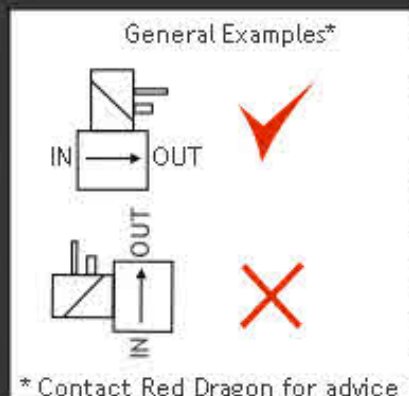 General Examples*
IN OUT
OUT
IN
* Contact Red Dragon for advice